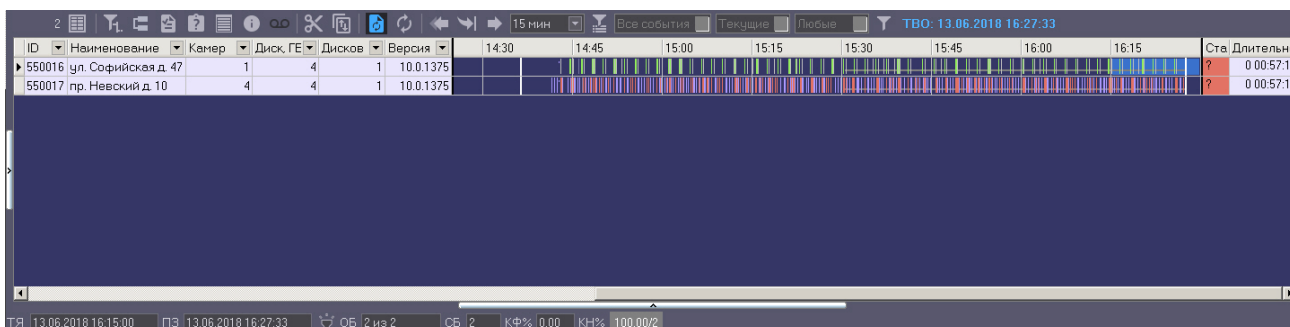 2 15 мин Все события Текущие Любые ТВО: 13.06.2018 16:27:33
ID Наименование Камер Диск, ГЕ Дисков Версия 14:30 14:45 15:00 15:15 15:30 15:45 16:00 16:15 Ста Длительн
550016 ул. Софийская д. 47 1 4 1 10.0.1375 ? 0 00:57:1
550017 пр. Невский д. 10 4 4 1 10.0.1375 ? 0 00:57:1
ТЯ 13.06.2018 16:15:00 ПЗ 13.06.2018 16:27:33 ОБ 2 из 2 СБ 2 КФ% 0.00 КН% 100.00/2